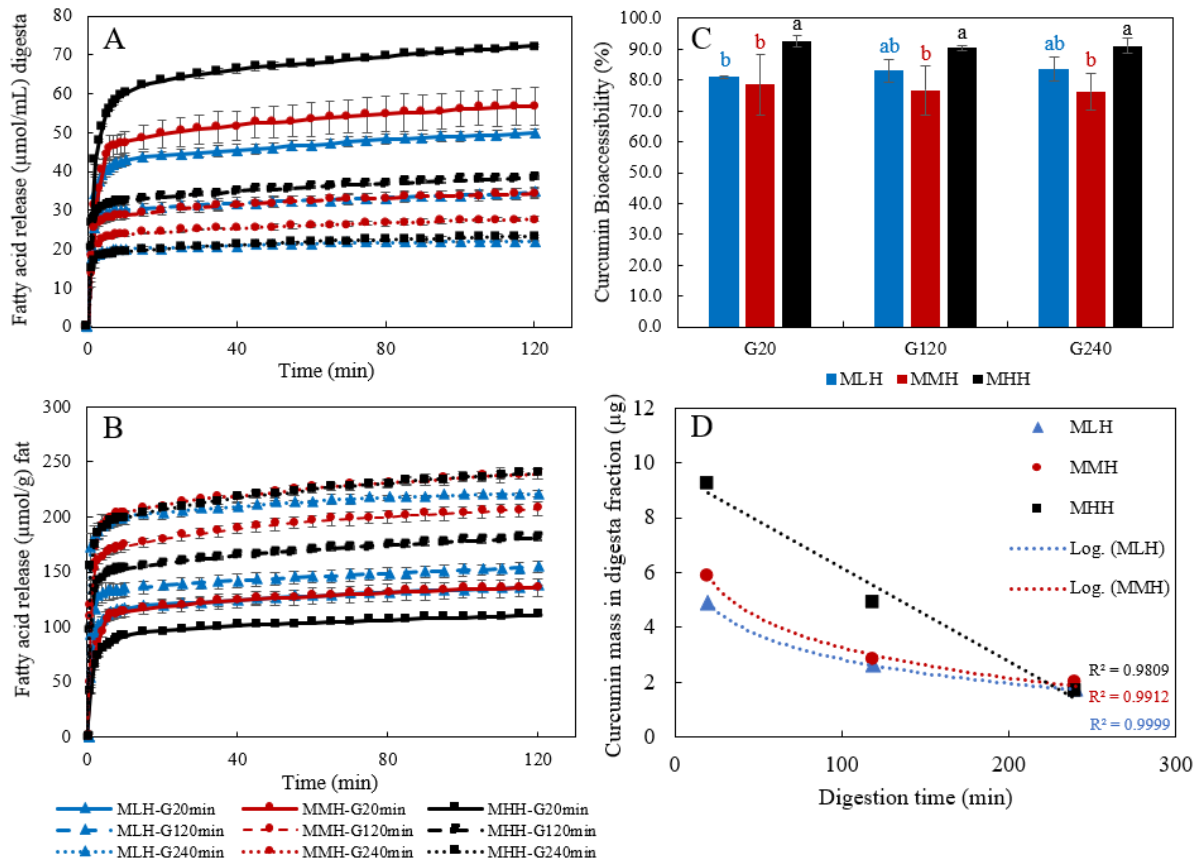 A
Fatty acid release (µmol/mL) digesta
80
70
60
50
40
30
20
10
0
0 40 80 120
Time (min)
C
Curcumin Bioaccessibility (%)
100.0
90.0
80.0
70.0
60.0
50.0
40.0
30.0
20.0
10.0
0.0
b b a
ab b a
ab b a
G20 G120 G240
MLH MMH MHH
B
Fatty acid release (µmol/g) fat
300
250
200
150
100
50
0
0 40 80 120
Time (min)
MLH-G20min MMH-G20min MHH-G20min
MLH-G120min MMH-G120min MHH-G120min
MLH-G240min MMH-G240min MHH-G240min
D
Curcumin mass in digesta fraction (µg)
12
10
8
6
4
2
0
0 100 200 300
Digestion time (min)
MLH
MMH
MHH
Log. (MLH)
Log. (MMH)
R² = 0.9809
R² = 0.9912
R² = 0.9999